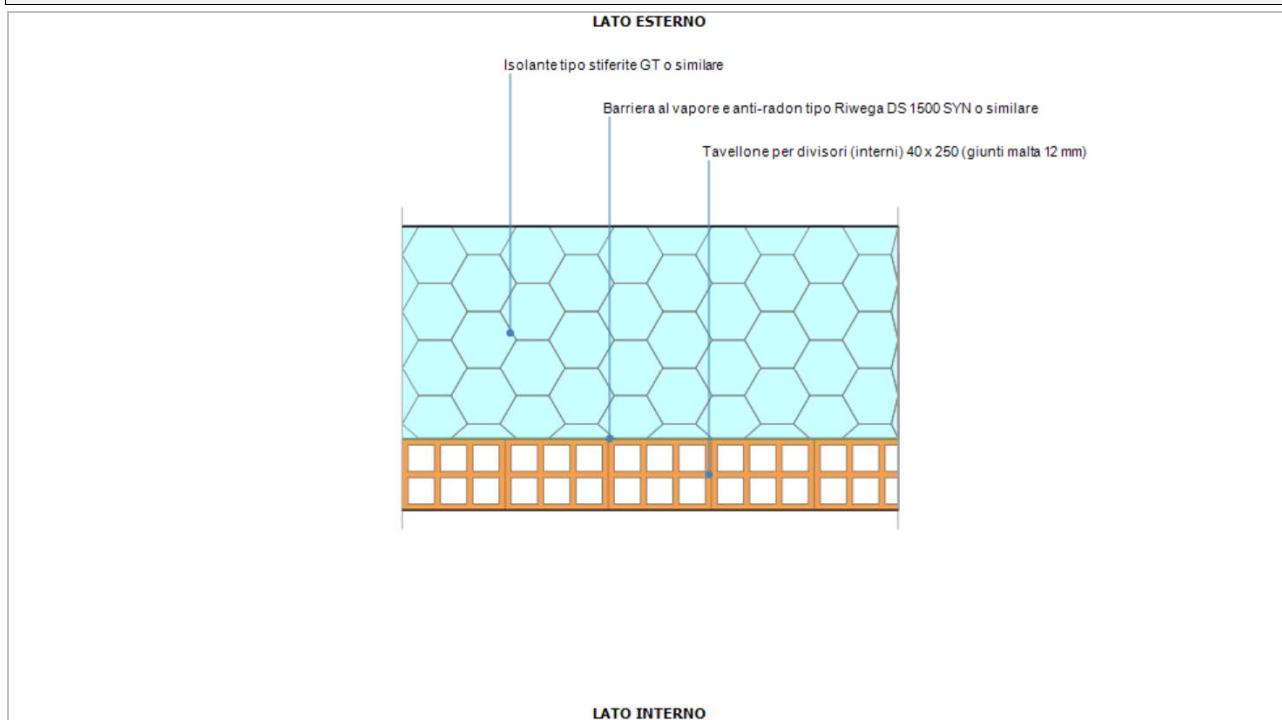 LATO ESTERNO
Isolante tipo stiferite GT o similare
Barriera al vapore e anti-radon tipo Riwega DS 1500 SYN o similare
Tavellone per divisori (interni) 40 x 250 (giunti malta 12 mm)
LATO INTERNO